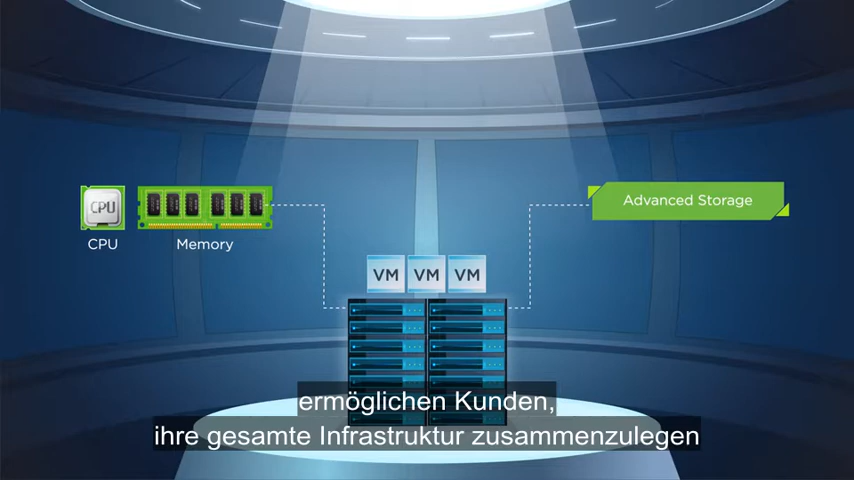 CPU
CPU
Memory
Advanced Storage
VM VM VM
ermöglichen Kunden,
ihre gesamte Infrastruktur zusammenzulegen